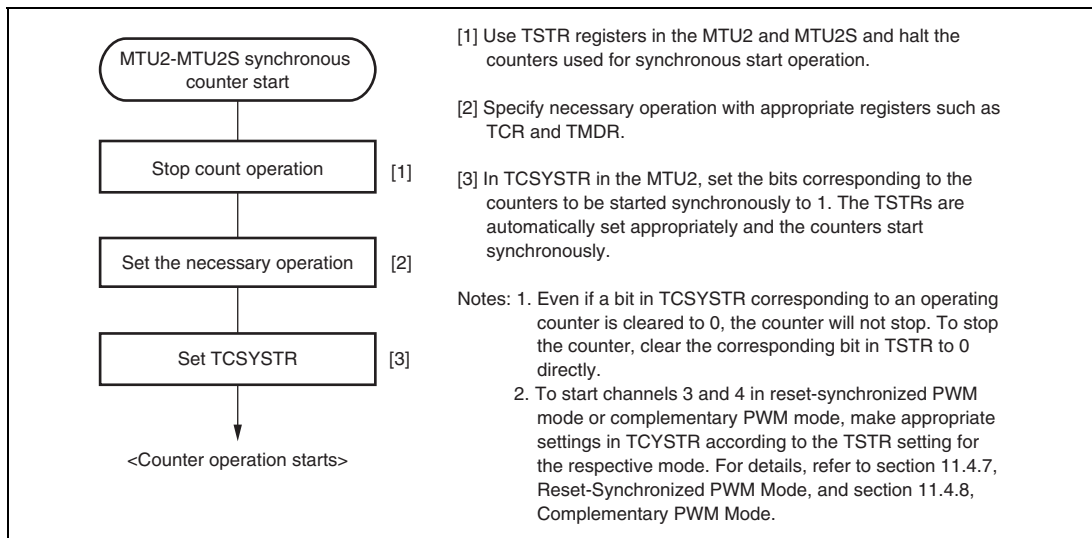 MTU2-MTU2S synchronous
counter start
Stop count operation
[1]
Set the necessary operation
[2]
Set TCSYSTR
[3]
<Counter operation starts>
[1] Use TSTR registers in the MTU2 and MTU2S and halt the
counters used for synchronous start operation.
[2] Specify necessary operation with appropriate registers such as
TCR and TMDR.
[3] In TCSYSTR in the MTU2, set the bits corresponding to the
counters to be started synchronously to 1. The TSTRs are
automatically set appropriately and the counters start
synchronously.
Notes: 1. Even if a bit in TCSYSTR corresponding to an operating
counter is cleared to 0, the counter will not stop. To stop
the counter, clear the corresponding bit in TSTR to 0
directly.
2. To start channels 3 and 4 in reset-synchronized PWM
mode or complementary PWM mode, make appropriate
settings in TCYSTR according to the TSTR setting for
the respective mode. For details, refer to section 11.4.7,
Reset-Synchronized PWM Mode, and section 11.4.8,
Complementary PWM Mode.